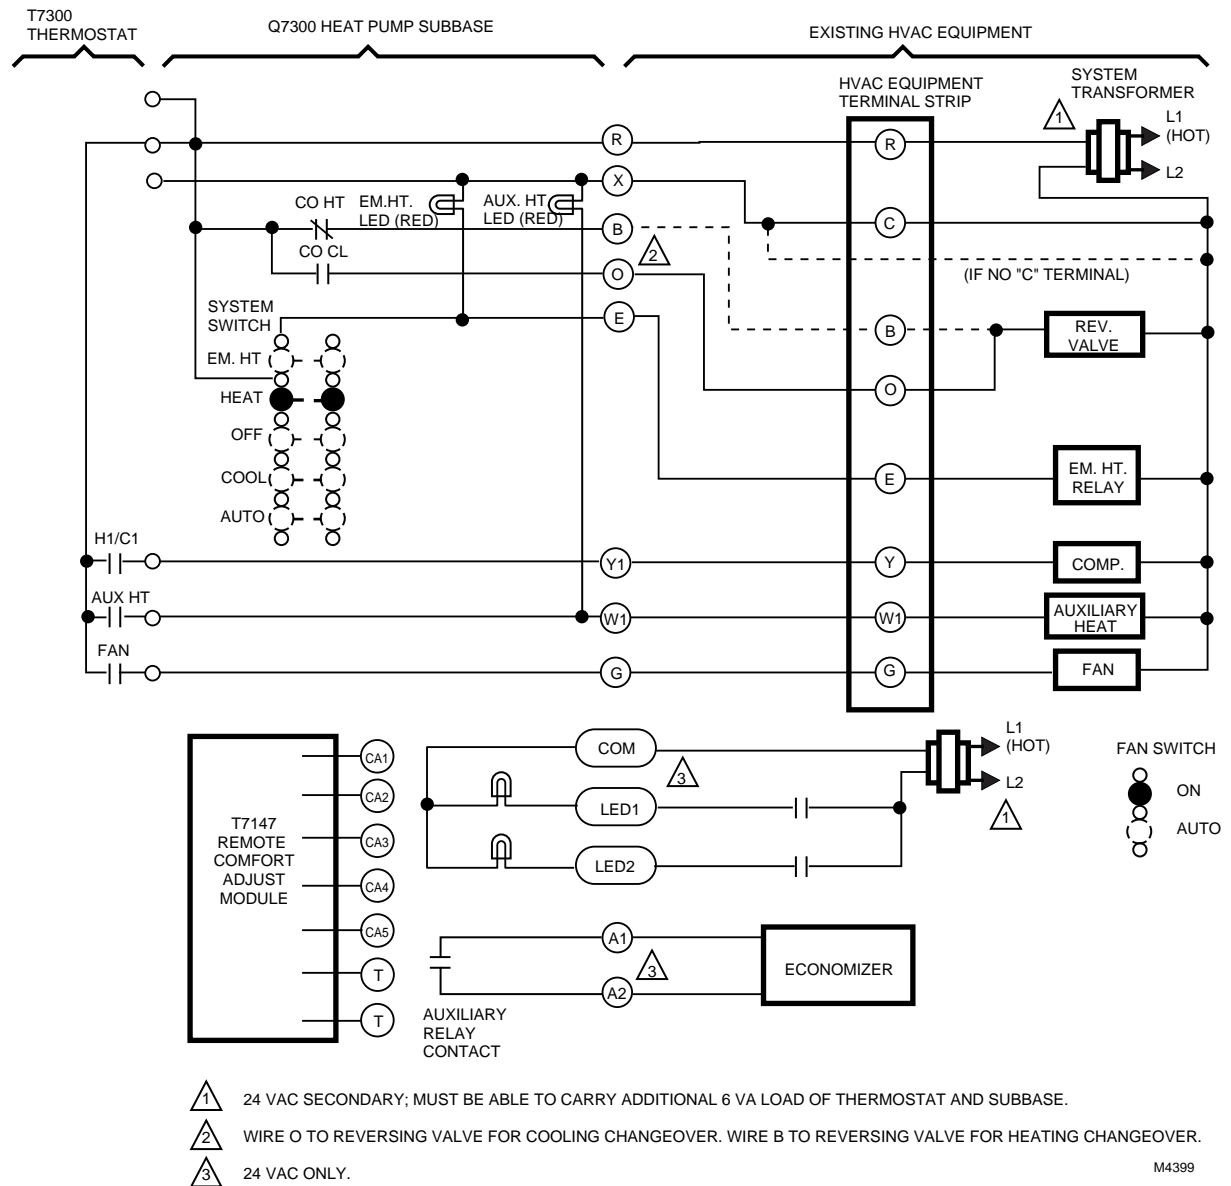 T7300
THERMOSTAT
Q7300 HEAT PUMP SUBBASE
EXISTING HVAC EQUIPMENT
HVAC EQUIPMENT
TERMINAL STRIP
SYSTEM
TRANSFORMER
1
L1
(HOT)
L2
R
R
X
CO HT
EM.HT.
LED (RED)
AUX. HT
LED (RED)
B
2
C
CO CL
O
(IF NO "C" TERMINAL)
SYSTEM
SWITCH
E
B
REV.
VALVE
EM. HT
HEAT
O
OFF
COOL
E
EM. HT.
RELAY
AUTO
H1/C1
Y1
Y
COMP.
AUX HT
W1
W1
AUXILIARY
HEAT
FAN
G
G
FAN
T7147
REMOTE
COMFORT
ADJUST
MODULE
CA1
CA2
CA3
CA4
CA5
T
T
COM
3
LED1
LED2
L1
(HOT)
L2
1
FAN SWITCH
ON
AUTO
A1
3
A2
ECONOMIZER
AUXILIARY
RELAY
CONTACT
1 24 VAC SECONDARY; MUST BE ABLE TO CARRY ADDITIONAL 6 VA LOAD OF THERMOSTAT AND SUBBASE.
2 WIRE O TO REVERSING VALVE FOR COOLING CHANGEOVER. WIRE B TO REVERSING VALVE FOR HEATING CHANGEOVER.
3 24 VAC ONLY.
M4399